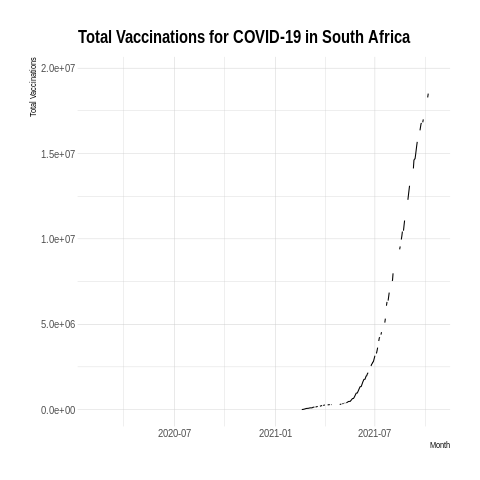 Total Vaccinations for COVID-19 in South Africa
Total Vaccinations
2.0e+07
1.5e+07
1.0e+07
5.0e+06
0.0e+00
2020-07 2021-01 2021-07
Month